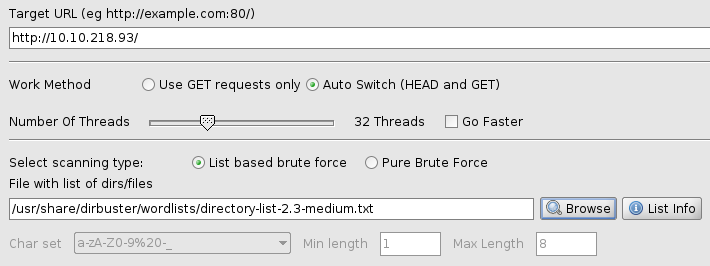 Target URL (eg http://example.com:80/)
http://10.10.218.93/
Work Method Use GET requests only Auto Switch (HEAD and GET)
Number Of Threads 32 Threads Go Faster
Select scanning type: List based brute force Pure Brute Force
File with list of dirs/files
/usr/share/dirbuster/wordlists/directory-list-2.3-medium.txt Browse List Info
Char set a-zA-Z0-9%20-_ Min length 1 Max Length 8